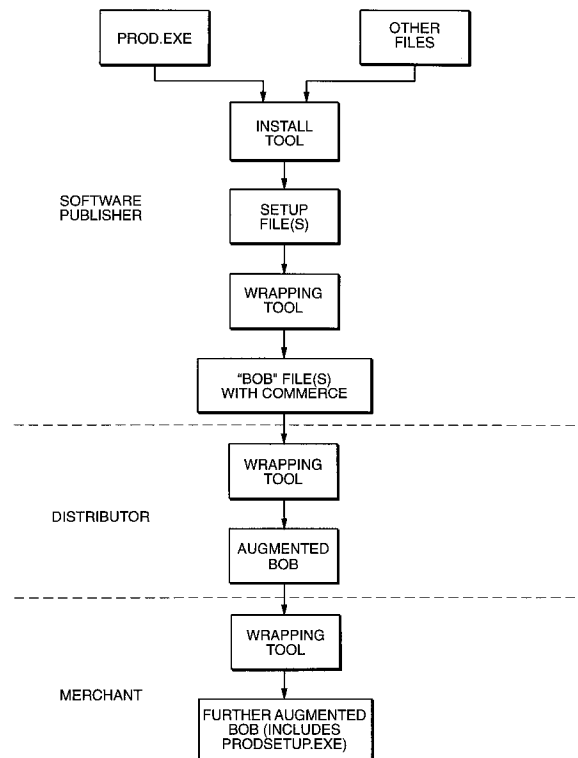 PROD.EXE
OTHER
FILES
INSTALL
TOOL
SOFTWARE
PUBLISHER
SETUP
FILE(S)
WRAPPING
TOOL
"BOB" FILE(S)
WITH COMMERCE
WRAPPING
TOOL
DISTRIBUTOR
AUGMENTED
BOB
WRAPPING
TOOL
MERCHANT
FURTHER AUGMENTED
BOB (INCLUDES
PRODSETUP.EXE)